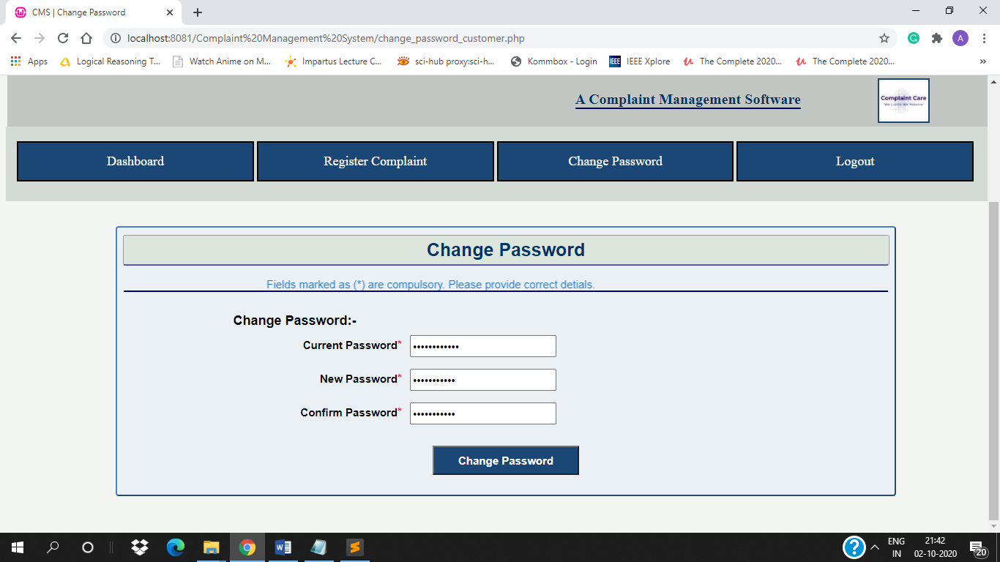 CMS | Change Password
localhost:8081/Complaint%20Management%20System/change_password_customer.php
A
Apps
Logical Reasoning T...
Watch Anime on M...
Impartus Lecture C...
sci-hub proxy:sci-h...
Kommbox - Login
IEEE
IEEE Xplore
The Complete 2020...
The Complete 2020...
A Complaint Management Software
Complaint Care
Dashboard
Register Complaint
Change Password
Logout
Change Password
Fields marked as (*) are compulsory. Please provide correct detials.
Change Password:-
Current Password*
••••••••••••
New Password*
•••••••••••
Confirm Password*
•••••••••••
Change Password
ENG
IN
21:42
02-10-2020
20